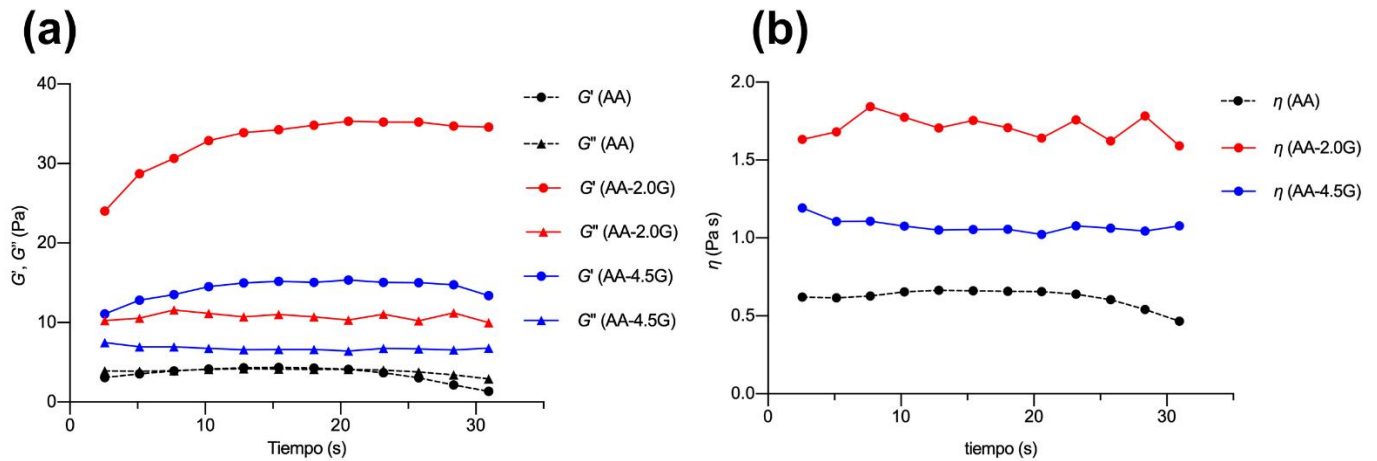 (a)
40
30
20
10
0
0
10
20
30
G', G'' (Pa)
Tiempo (s)
G' (AA)
G'' (AA)
G' (AA-2.0G)
G'' (AA-2.0G)
G' (AA-4.5G)
G'' (AA-4.5G)
(b)
2.0
1.5
1.0
0.5
0.0
0
10
20
30
η (Pa s)
tiempo (s)
η (AA)
η (AA-2.0G)
η (AA-4.5G)